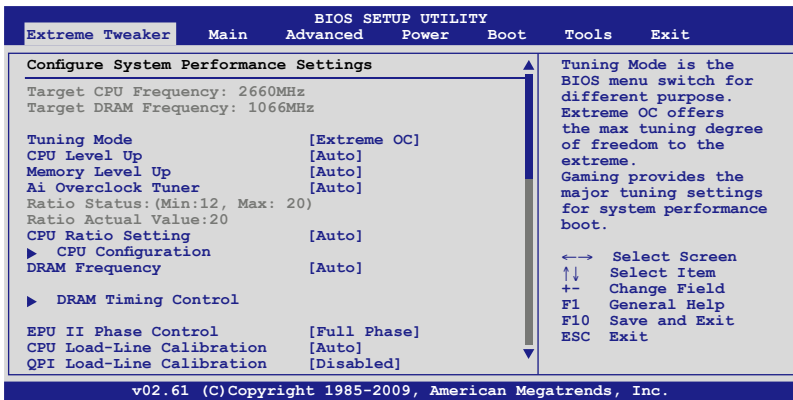 BIOS SETUP UTILITY
Extreme Tweaker Main Advanced Power Boot Tools Exit
Configure System Performance Settings
Target CPU Frequency: 2660MHz
Target DRAM Frequency: 1066MHz
Tuning Mode [Extreme OC]
CPU Level Up [Auto]
Memory Level Up [Auto]
Ai Overclock Tuner [Auto]
Ratio Status:(Min:12, Max: 20)
Ratio Actual Value:20
CPU Ratio Setting [Auto]
CPU Configuration
DRAM Frequency [Auto]
DRAM Timing Control
EPU II Phase Control [Full Phase]
CPU Load-Line Calibration [Auto]
QPI Load-Line Calibration [Disabled]
Tuning Mode is the
BIOS menu switch for
different purpose.
Extreme OC offers
the max tuning degree
of freedom to the
extreme.
Gaming provides the
major tuning settings
for system performance
boot.
←→ Select Screen
↑↓ Select Item
+- Change Field
F1 General Help
F10 Save and Exit
ESC Exit
v02.61 (C)Copyright 1985-2009, American Megatrends, Inc.